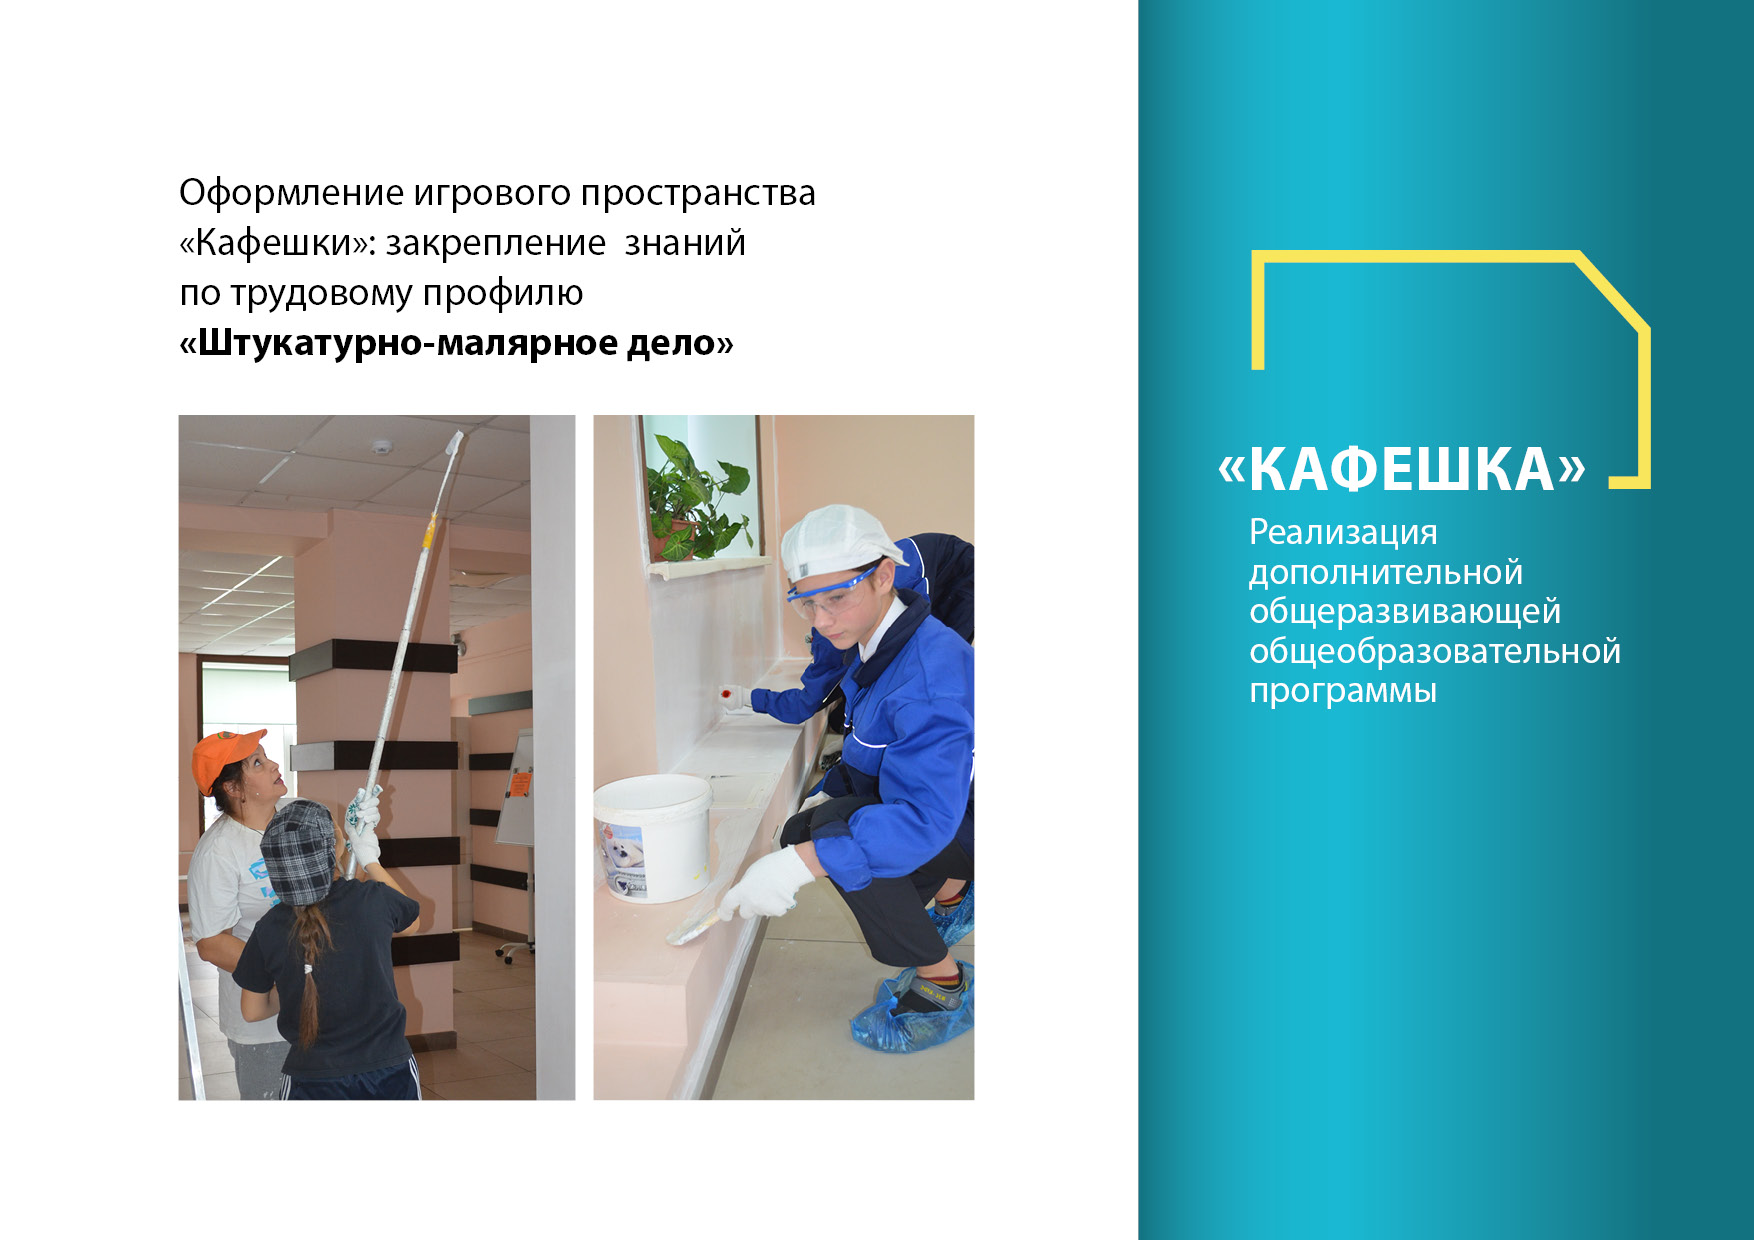 Оформление игрового пространства
«Кафешки»: закрепление знаний
по трудовому профилю
«Штукатурно-малярное дело»
«КАФЕШКА»
Реализация
дополнительной
общеразвивающей
общеобразовательной
программы